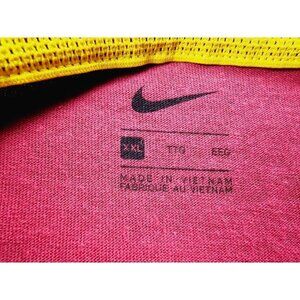 XXL TTG EEG
MADE IN VIETNAM
FABRIQUÉ AU VIETNAM